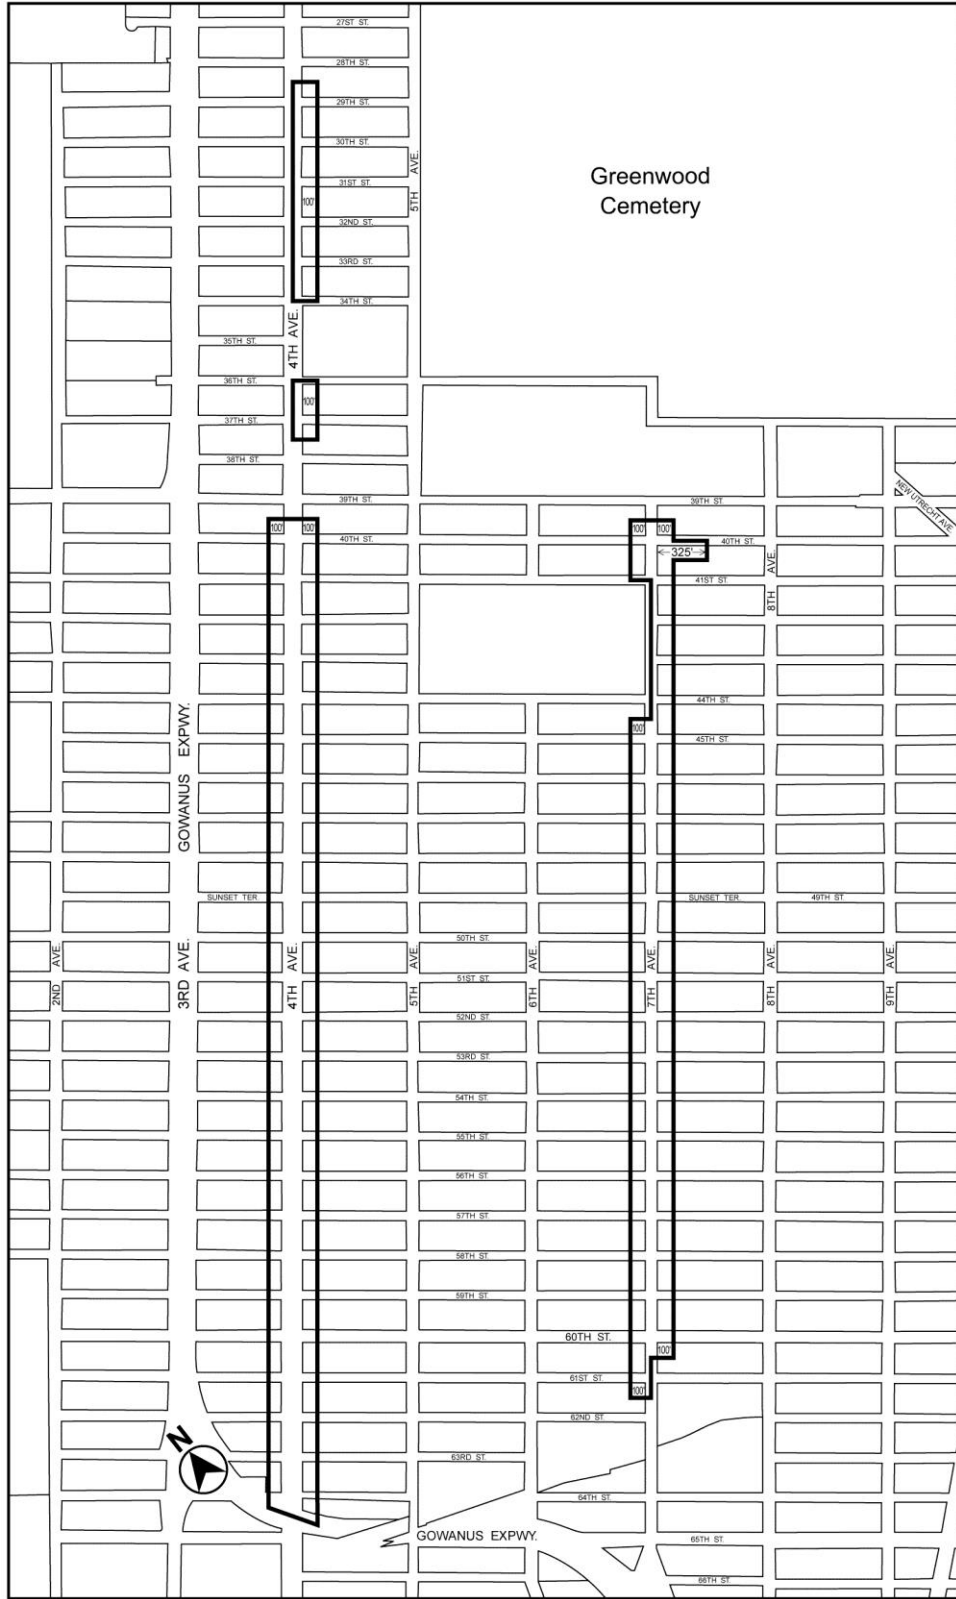 27TH ST.
28TH ST.
29TH ST.
30TH ST.
5TH AVE.
31ST ST.
Greenwood
Cemetery
100'
32ND ST.
33RD ST.
34TH ST.
4TH AVE.
35TH ST.
36TH ST.
100'
37TH ST.
38TH ST.
39TH ST.
39TH ST.
NEW UTRECHT AVE.
100'
100'
100'
100'
40TH ST.
40TH ST.
325'
41ST ST.
8TH AVE.
44TH ST.
100'
45TH ST.
GOWANUS EXPWY.
SUNSET TER.
SUNSET TER.
49TH ST.
50TH ST.
2ND AVE.
3RD AVE.
4TH AVE.
5TH AVE.
6TH AVE.
7TH AVE.
8TH AVE.
9TH AVE.
51ST ST.
52ND ST.
53RD ST.
54TH ST.
55TH ST.
56TH ST.
57TH ST.
58TH ST.
59TH ST.
60TH ST.
100'
61ST ST.
100'
62ND ST.
N
63RD ST.
64TH ST.
GOWANUS EXPWY.
65TH ST.
66TH ST.